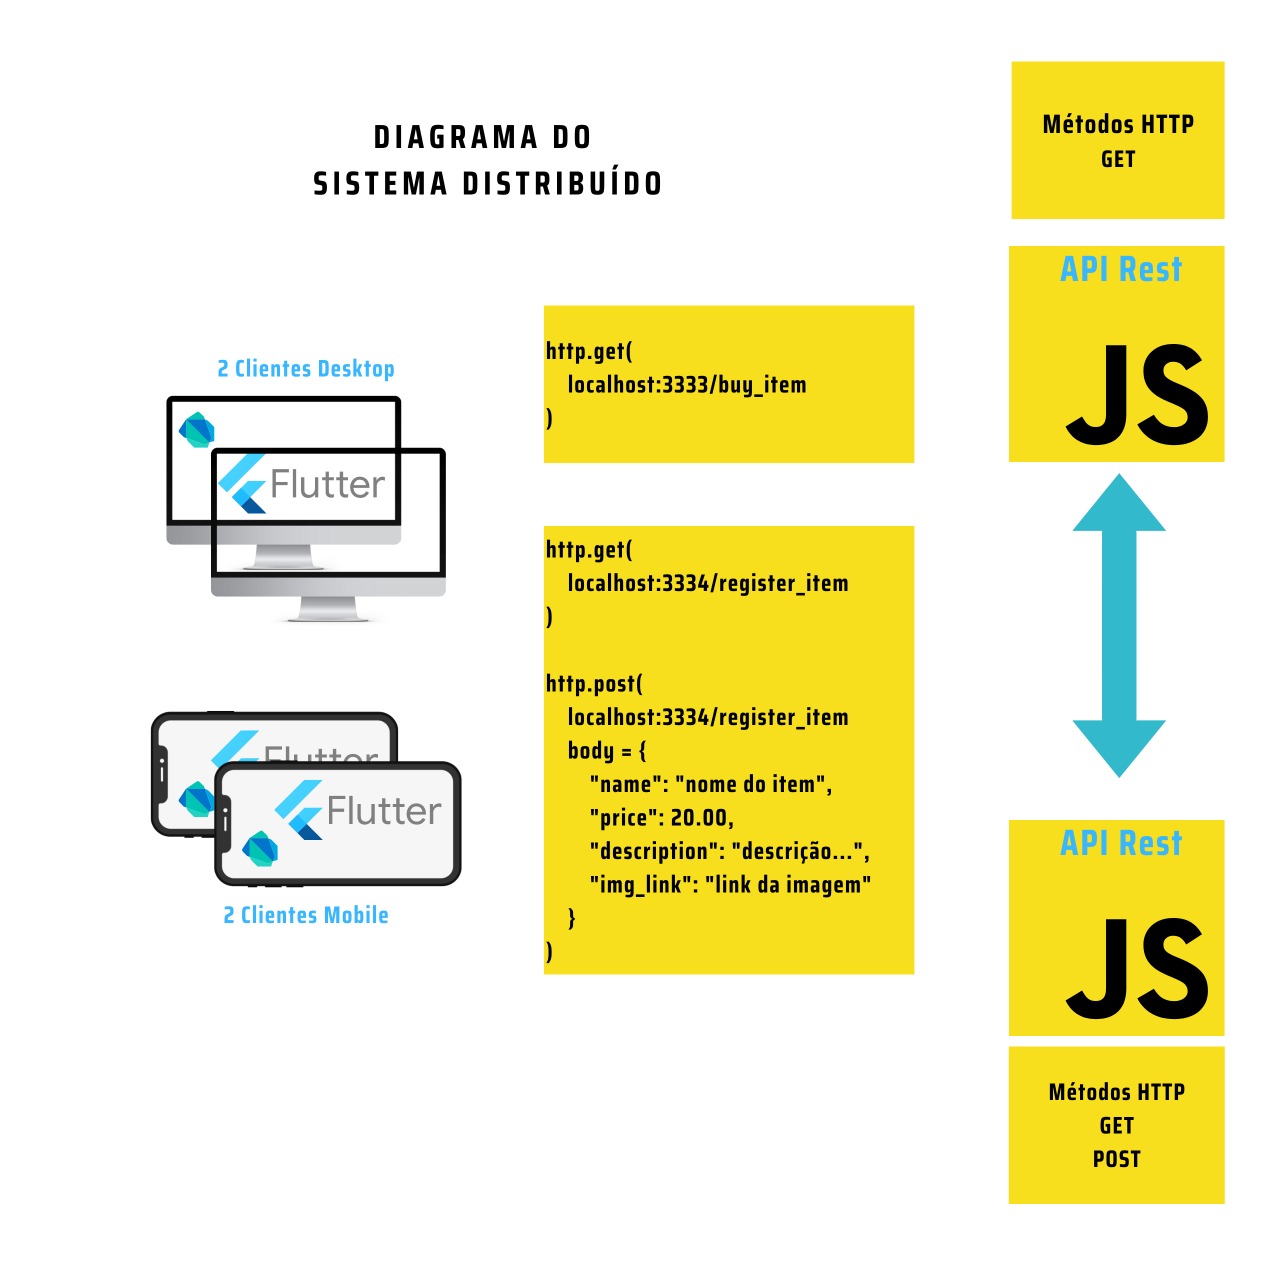 DIAGRAMA DO
SISTEMA DISTRIBUÍDO
2 Clientes Desktop
Flutter
Flutter
Flutter
2 Clientes Mobile
http.get(
localhost:3333/buy_item
)
http.get(
localhost:3334/register_item
)
http.post(
localhost:3334/register_item
body = {
"name": "nome do item",
"price": 20.00,
"description": "descrição...",
"img_link": "link da imagem"
}
)
Métodos HTTP
GET
API Rest
JS
API Rest
JS
Métodos HTTP
GET
POST